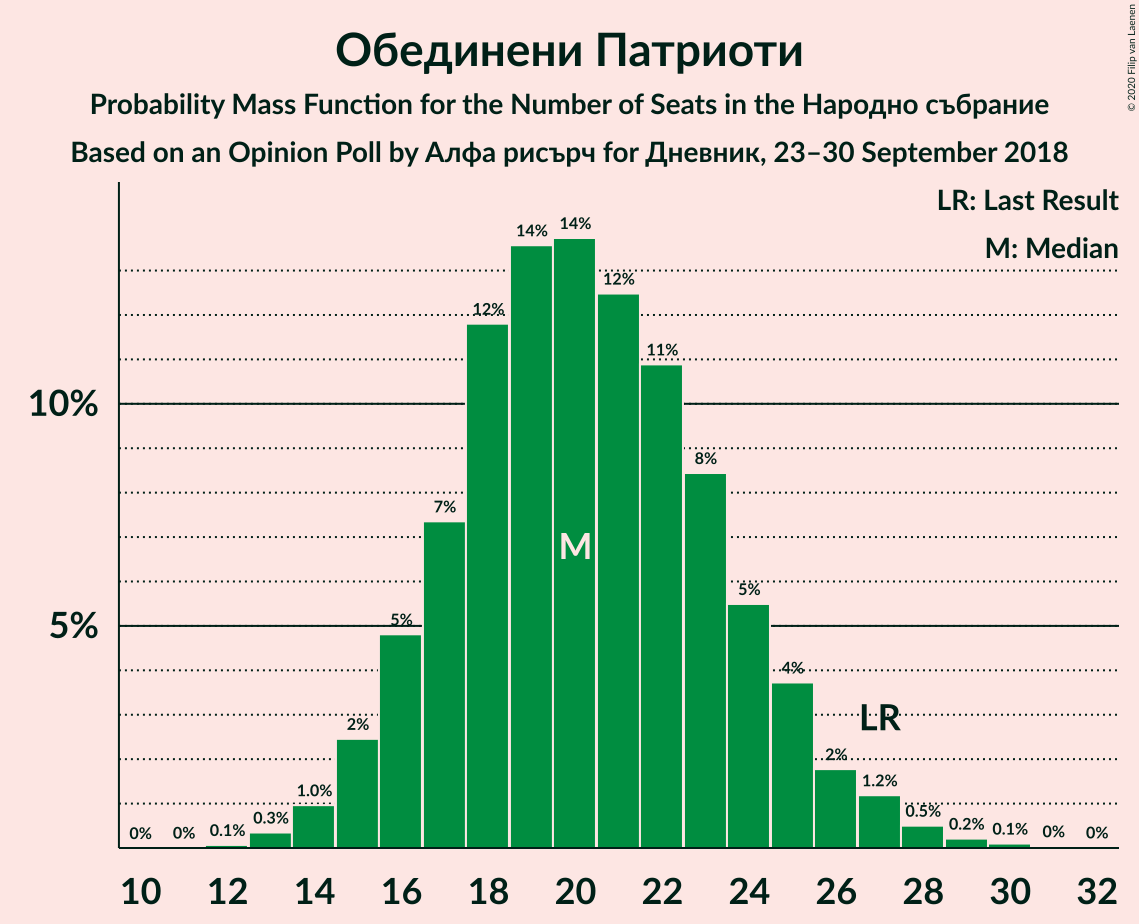 Обединени Патриоти
Probability Mass Function for the Number of Seats in the Народно събрание
Based on an Opinion Poll by Алфа рисърч for Дневник, 23–30 September 2018
© 2020 Filip van Laenen
LR: Last Result
M: Median
10%
5%
0%
0%
0.1%
0.3%
1.0%
2%
5%
7%
12%
14%
14%
12%
11%
8%
5%
4%
2%
1.2%
0.5%
0.2%
0.1%
0%
0%
M
LR
10 12 14 16 18 20 22 24 26 28 30 32